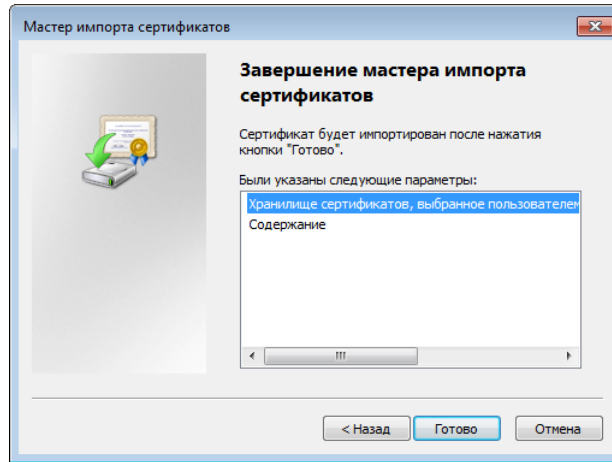 Мастер импорта сертификатов
Завершение мастера импорта
сертификатов
Сертификат будет импортирован после нажатия
кнопки "Готово".
Были указаны следующие параметры:
Хранилище сертификатов, выбранное пользователем
Содержание
< Назад
Готово
Отмена